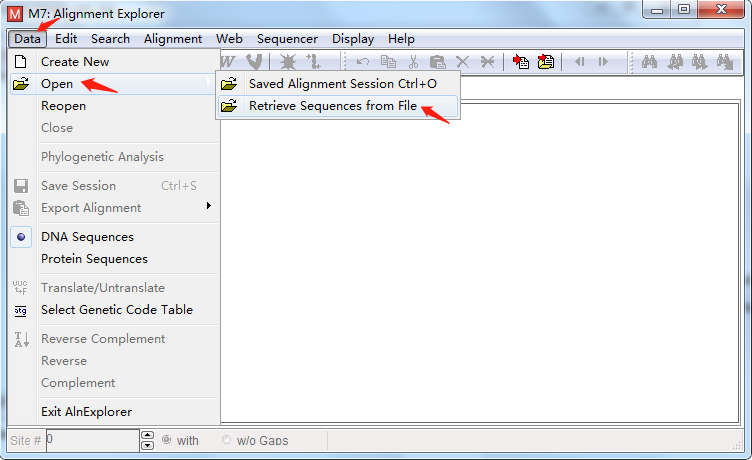 M7: Alignment Explorer
Data Edit Search Alignment Web Sequencer Display Help
Create New
Open
Saved Alignment Session Ctrl+O
Reopen
Retrieve Sequences from File
Close
Phylogenetic Analysis
Save Session Ctrl+S
Export Alignment
DNA Sequences
Protein Sequences
Translate/Untranslate
Select Genetic Code Table
Reverse Complement
Reverse
Complement
Exit AlnExplorer
Site # 0 with w/o Gaps